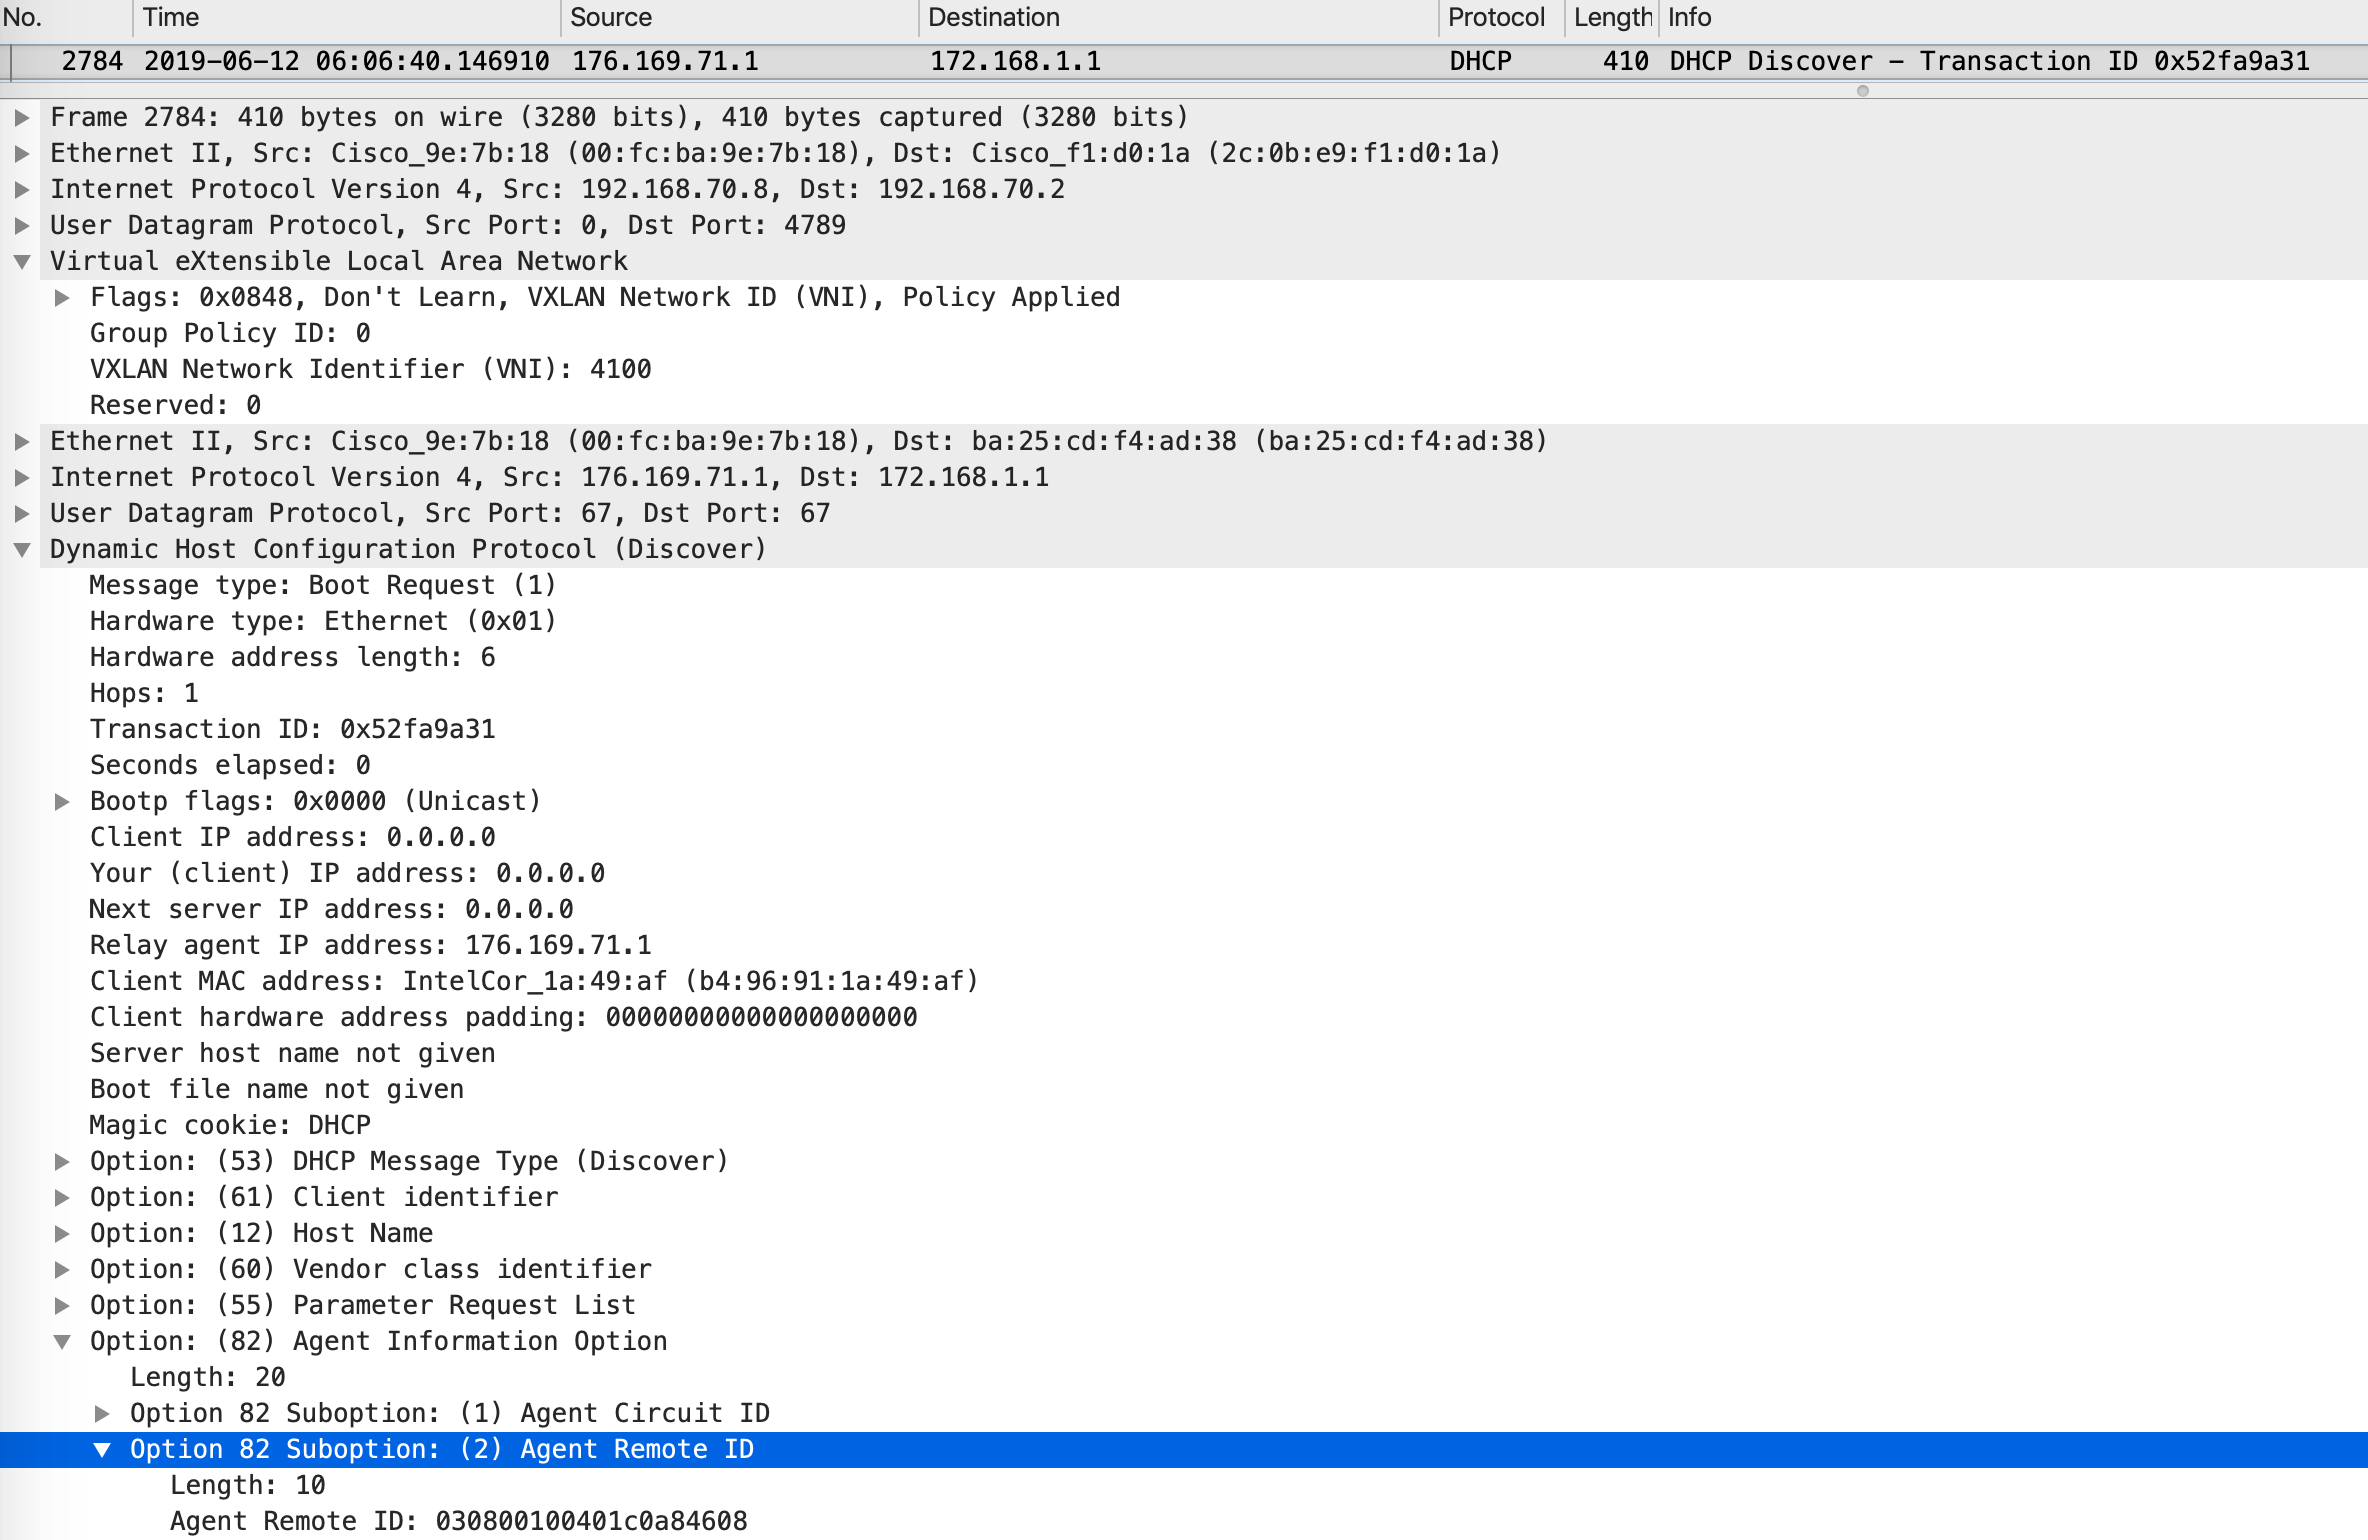 No. Time Source Destination Protocol Length Info
2784 2019-06-12 06:06:40.146910 176.169.71.1 172.168.1.1 DHCP 410 DHCP Discover – Transaction ID 0x52fa9a31
Frame 2784: 410 bytes on wire (3280 bits), 410 bytes captured (3280 bits)
Ethernet II, Src: Cisco_9e:7b:18 (00:fc:ba:9e:7b:18), Dst: Cisco_f1:d0:1a (2c:0b:e9:f1:d0:1a)
Internet Protocol Version 4, Src: 192.168.70.8, Dst: 192.168.70.2
User Datagram Protocol, Src Port: 0, Dst Port: 4789
Virtual eXtensible Local Area Network
Flags: 0x0848, Don't Learn, VXLAN Network ID (VNI), Policy Applied
Group Policy ID: 0
VXLAN Network Identifier (VNI): 4100
Reserved: 0
Ethernet II, Src: Cisco_9e:7b:18 (00:fc:ba:9e:7b:18), Dst: ba:25:cd:f4:ad:38 (ba:25:cd:f4:ad:38)
Internet Protocol Version 4, Src: 176.169.71.1, Dst: 172.168.1.1
User Datagram Protocol, Src Port: 67, Dst Port: 67
Dynamic Host Configuration Protocol (Discover)
Message type: Boot Request (1)
Hardware type: Ethernet (0x01)
Hardware address length: 6
Hops: 1
Transaction ID: 0x52fa9a31
Seconds elapsed: 0
Bootp flags: 0x0000 (Unicast)
Client IP address: 0.0.0.0
Your (client) IP address: 0.0.0.0
Next server IP address: 0.0.0.0
Relay agent IP address: 176.169.71.1
Client MAC address: IntelCor_1a:49:af (b4:96:91:1a:49:af)
Client hardware address padding: 00000000000000000000
Server host name not given
Boot file name not given
Magic cookie: DHCP
Option: (53) DHCP Message Type (Discover)
Option: (61) Client identifier
Option: (12) Host Name
Option: (60) Vendor class identifier
Option: (55) Parameter Request List
Option: (82) Agent Information Option
Length: 20
Option 82 Suboption: (1) Agent Circuit ID
Option 82 Suboption: (2) Agent Remote ID
Length: 10
Agent Remote ID: 030800100401c0a84608